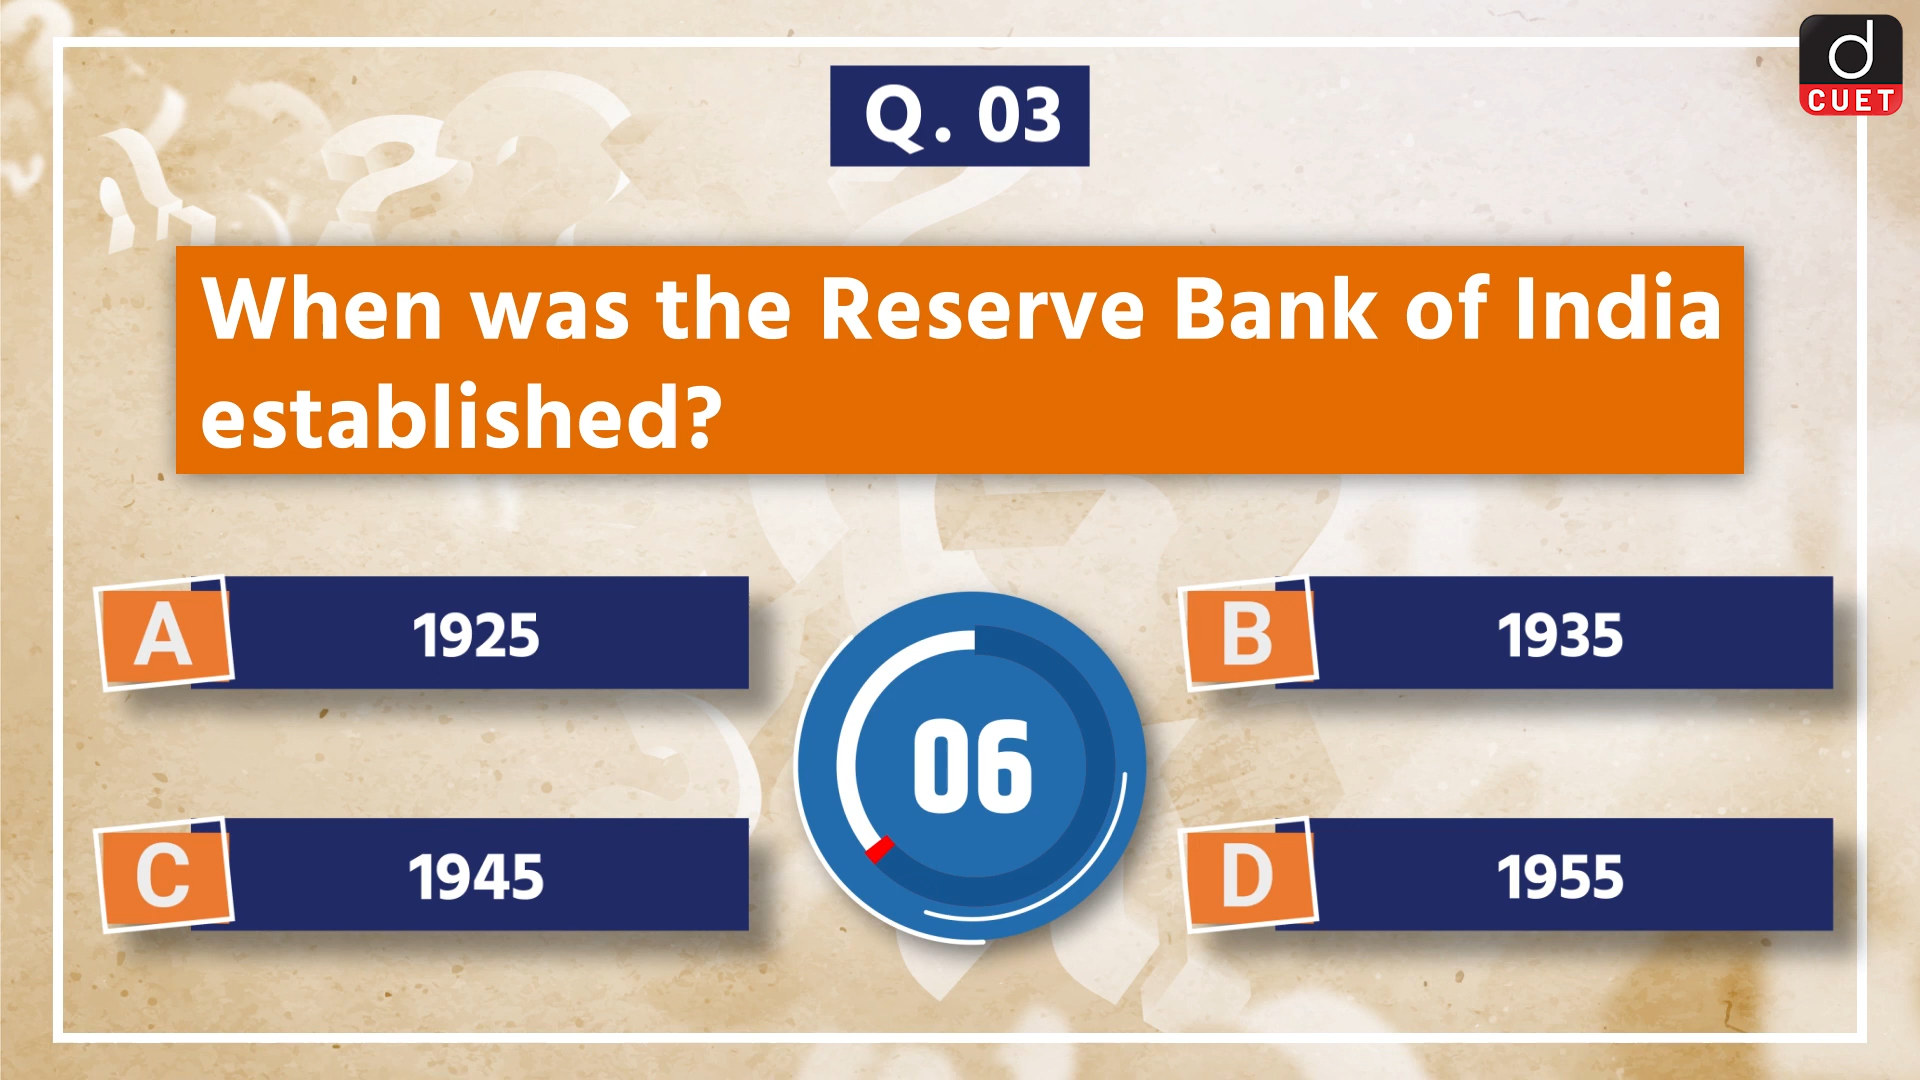 d
CUET
Q. 03
When was the Reserve Bank of India
established?
A 1925
B 1935
06
C 1945
D 1955